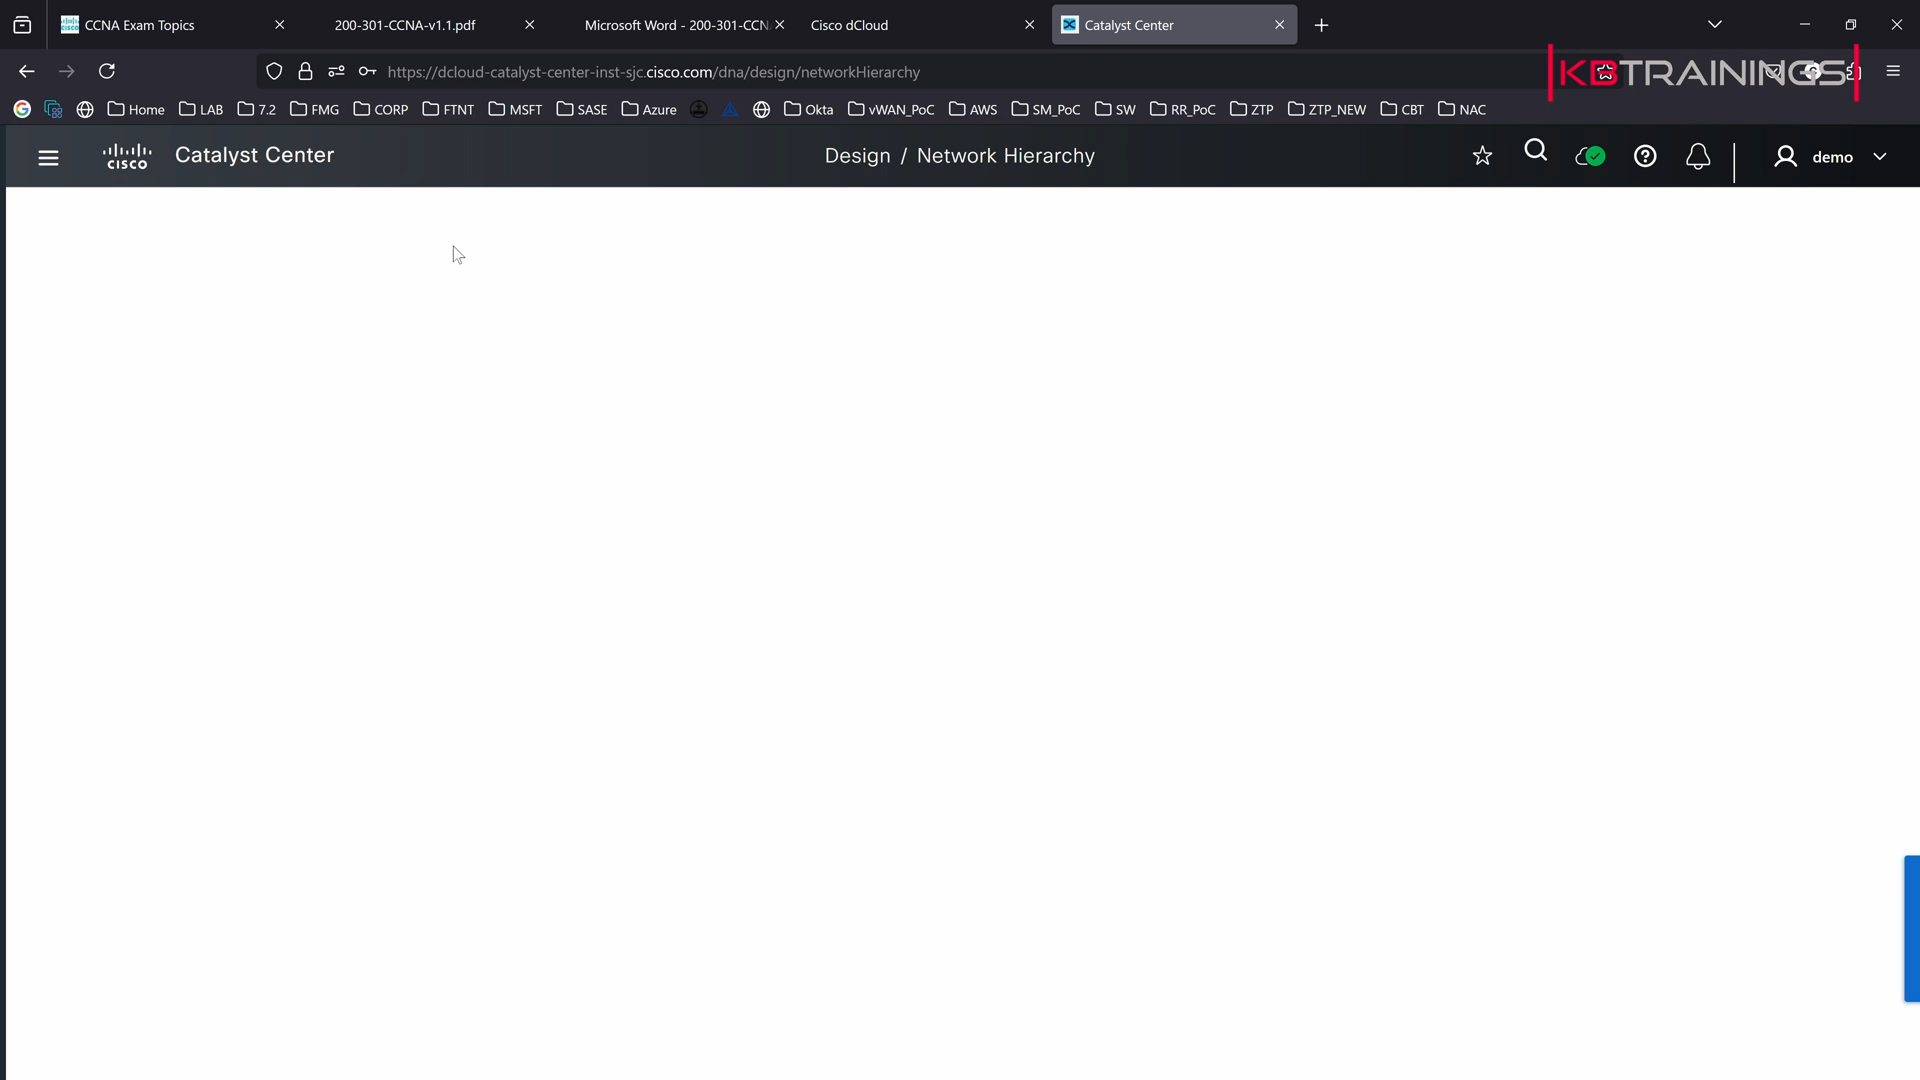 CCNA Exam Topics
200-301-CCNA-v1.1.pdf
Microsoft Word - 200-301-CCN
Cisco dCloud
Catalyst Center
https://dcloud-catalyst-center-inst-sjc.cisco.com/dna/design/networkHierarchy
KBTRAININGS
Home LAB 7.2 FMG CORP FTNT MSFT SASE Azure Okta vWAN_PoC AWS SM_PoC SW RR_PoC ZTP ZTP_NEW CBT NAC
CISCO Catalyst Center
Design / Network Hierarchy
demo